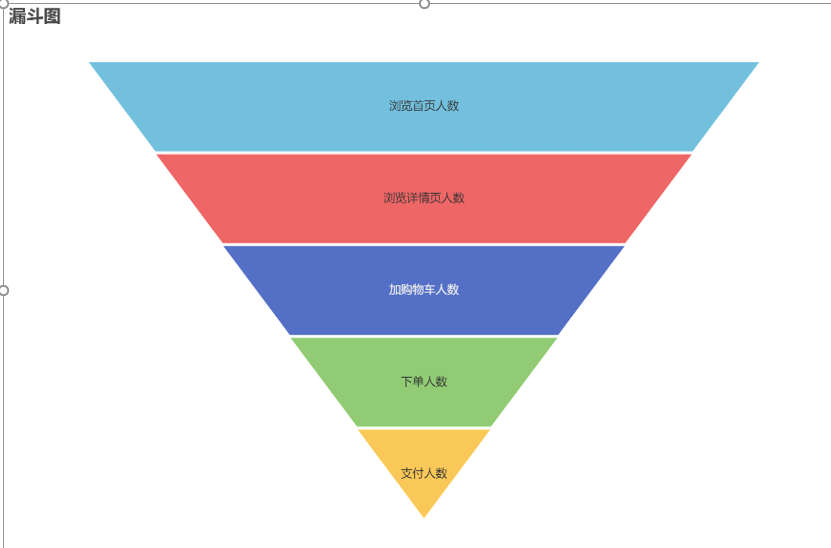 漏斗图
浏览首页人数
浏览详情页人数
加购物车人数
下单人数
支付人数